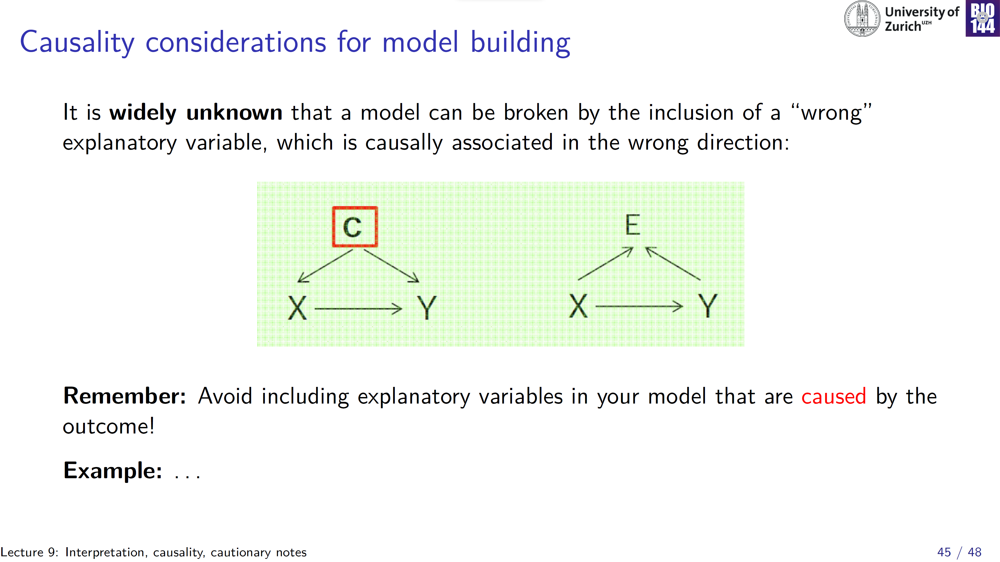 University of
Zurich UZH
BIO
144
Causality considerations for model building
It is widely unknown that a model can be broken by the inclusion of a “wrong”
explanatory variable, which is causally associated in the wrong direction:
C
E
X
Y
X
Y
Remember: Avoid including explanatory variables in your model that are caused by the
outcome!
Example: . . .
Lecture 9: Interpretation, causality, cautionary notes
45 / 48